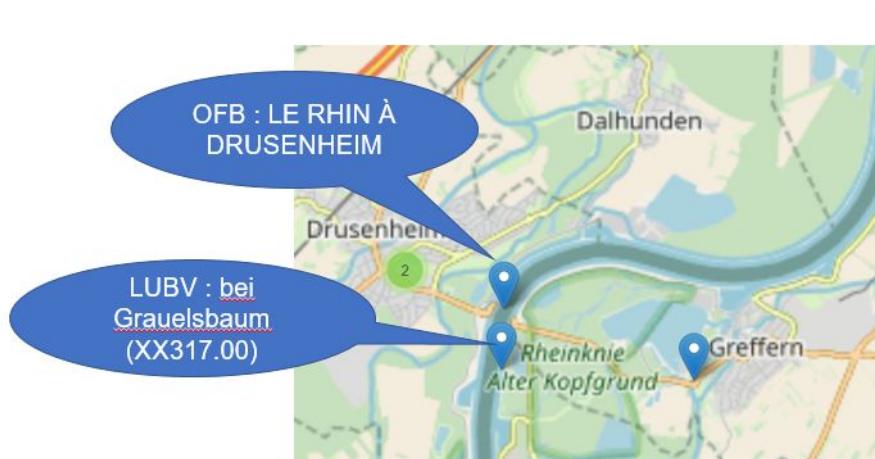 OFB : LE RHIN À
DRUSENHEIM
Dalhunden
Drusenheim
2
LUBV : bei
Grauelsbaum
(XX317.00)
Rheinknie
Alter Kopfgrund
Greffern